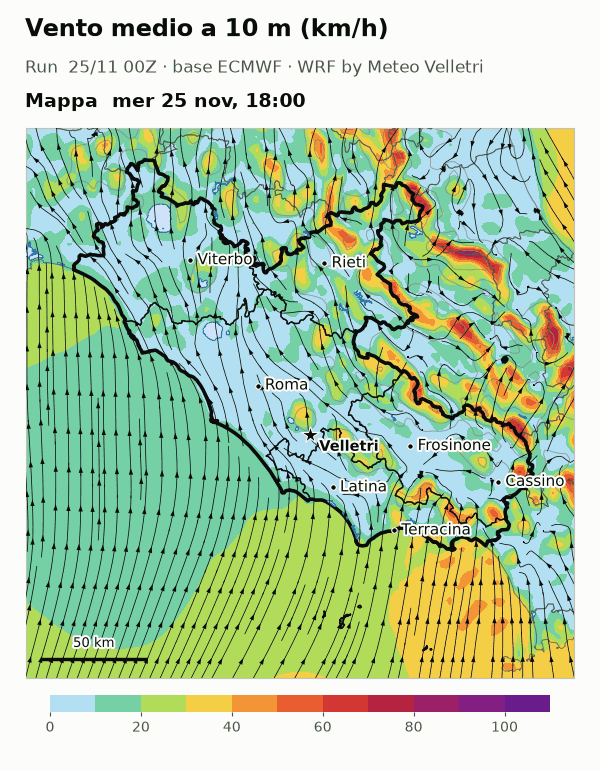 Vento medio a 10 m (km/h)
Run  25/11 00Z · base ECMWF · WRF by Meteo Velletri
Mappa  mer 25 nov, 18:00
Viterbo
Rieti
Roma
Velletri
Frosinone
Latina
Cassino
Terracina
50 km
0 20 40 60 80 100